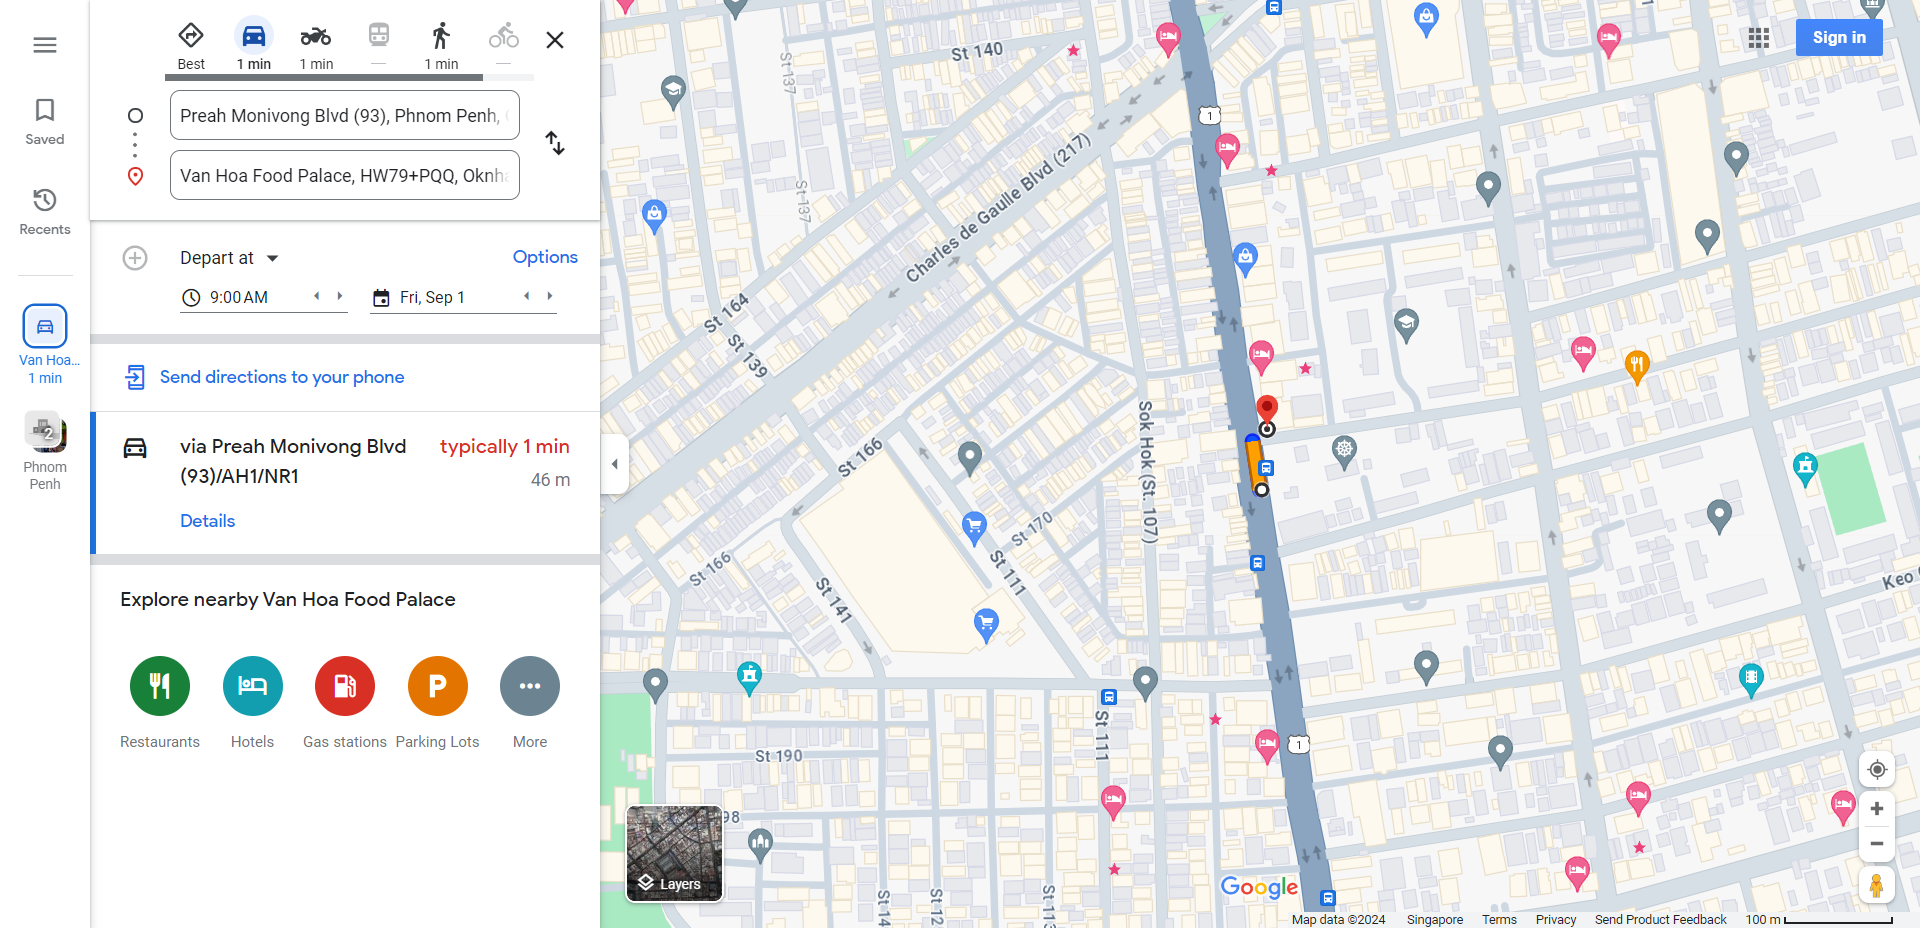 Best
1 min
1 min
—
1 min
—
Preah Monivong Blvd (93), Phnom Penh,
Van Hoa Food Palace, HW79+PQQ, Oknha
Saved
Recents
Van Hoa...
1 min
2
Phnom
Penh
Depart at
Options
9:00 AM
Fri, Sep 1
Send directions to your phone
via Preah Monivong Blvd
(93)/AH1/NR1
typically 1 min
46 m
Details
Explore nearby Van Hoa Food Palace
P
Restaurants
Hotels
Gas stations
Parking Lots
More
Sign in
St 140
St 137
St 137
1
Charles de Gaulle Blvd (217)
St 164
St 139
St 166
Sok Hok (St. 107)
St 170
St 166
St 111
St 141
Keo
St 111
1
St 190
98
Layers
St 14
St 12
St 113
Google
Map data ©2024
Singapore
Terms
Privacy
Send Product Feedback
100 m